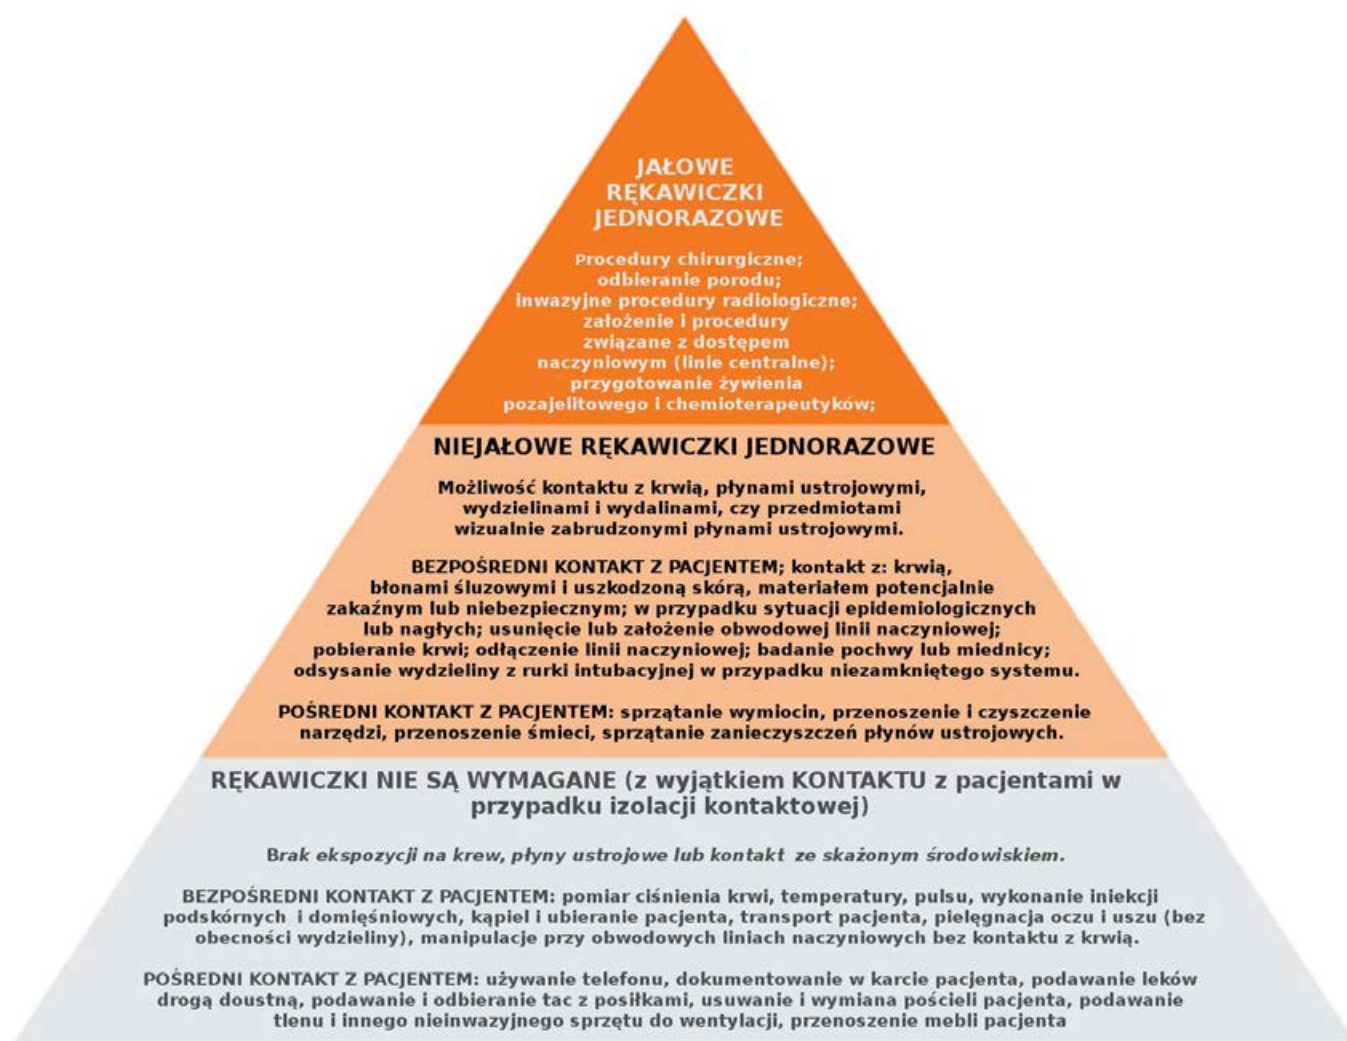 JAŁOWE
RĘKAWICZKI
JEDNORAZOWE
Procedury chirurgiczne;
odbieranie porodu;
inwazyjne procedury radiologiczne;
założenie i procedury
związane z dostępem
naczyniowym (linie centralne);
przygotowanie żywienia
pozajelitowego i chemioterapeutyków;
NIEJAŁOWE RĘKAWICZKI JEDNORAZOWE
Możliwość kontaktu z krwią, płynami ustrojowymi,
wydzielinami i wydalinami, czy przedmiotami
wizualnie zabrudzonymi płynami ustrojowymi.
BEZPOŚREDNI KONTAKT Z PACJENTEM; kontakt z: krwią,
błonami śluzowymi i uszkodzoną skórą, materiałem potencjalnie
zakaźnym lub niebezpiecznym; w przypadku sytuacji epidemiologicznych
lub nagłych; usunięcie lub założenie obwodowej linii naczyniowej;
pobieranie krwi; odłączenie linii naczyniowej; badanie pochwy lub miednicy;
odsysanie wydzieliny z rurki intubacyjnej w przypadku niezamkniętego systemu.
POŚREDNI KONTAKT Z PACJENTEM: sprzątanie wymiocin, przenoszenie i czyszczenie
narzędzi, przenoszenie śmieci, sprzątanie zanieczyszczeń płynów ustrojowych.
RĘKAWICZKI NIE SĄ WYMAGANE (z wyjątkiem KONTAKTU z pacjentami w
przypadku izolacji kontaktowej)
Brak ekspozycji na krew, płyny ustrojowe lub kontakt ze skażonym środowiskiem.
BEZPOŚREDNI KONTAKT Z PACJENTEM: pomiar ciśnienia krwi, temperatury, pulsu, wykonanie iniekcji
podskórnych i domięśniowych, kąpiel i ubieranie pacjenta, transport pacjenta, pielęgnacja oczu i uszu (bez
obecności wydzieliny), manipulacje przy obwodowych liniach naczyniowych bez kontaktu z krwią.
POŚREDNI KONTAKT Z PACJENTEM: używanie telefonu, dokumentowanie w karcie pacjenta, podawanie leków
drogą doustną, podawanie i odbieranie tac z posiłkami, usuwanie i wymiana pościeli pacjenta, podawanie
tlenu i innego nieinwazyjnego sprzętu do wentylacji, przenoszenie mebli pacjenta